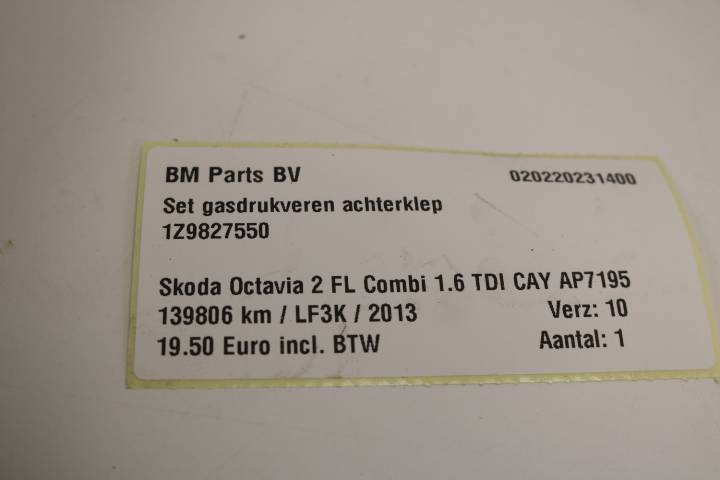 BM Parts BV 020220231400
Set gasdrukveren achterklep
1Z9827550
Skoda Octavia 2 FL Combi 1.6 TDI CAY AP7195
139806 km / LF3K / 2013 Verz: 10
19.50 Euro incl. BTW Aantal: 1